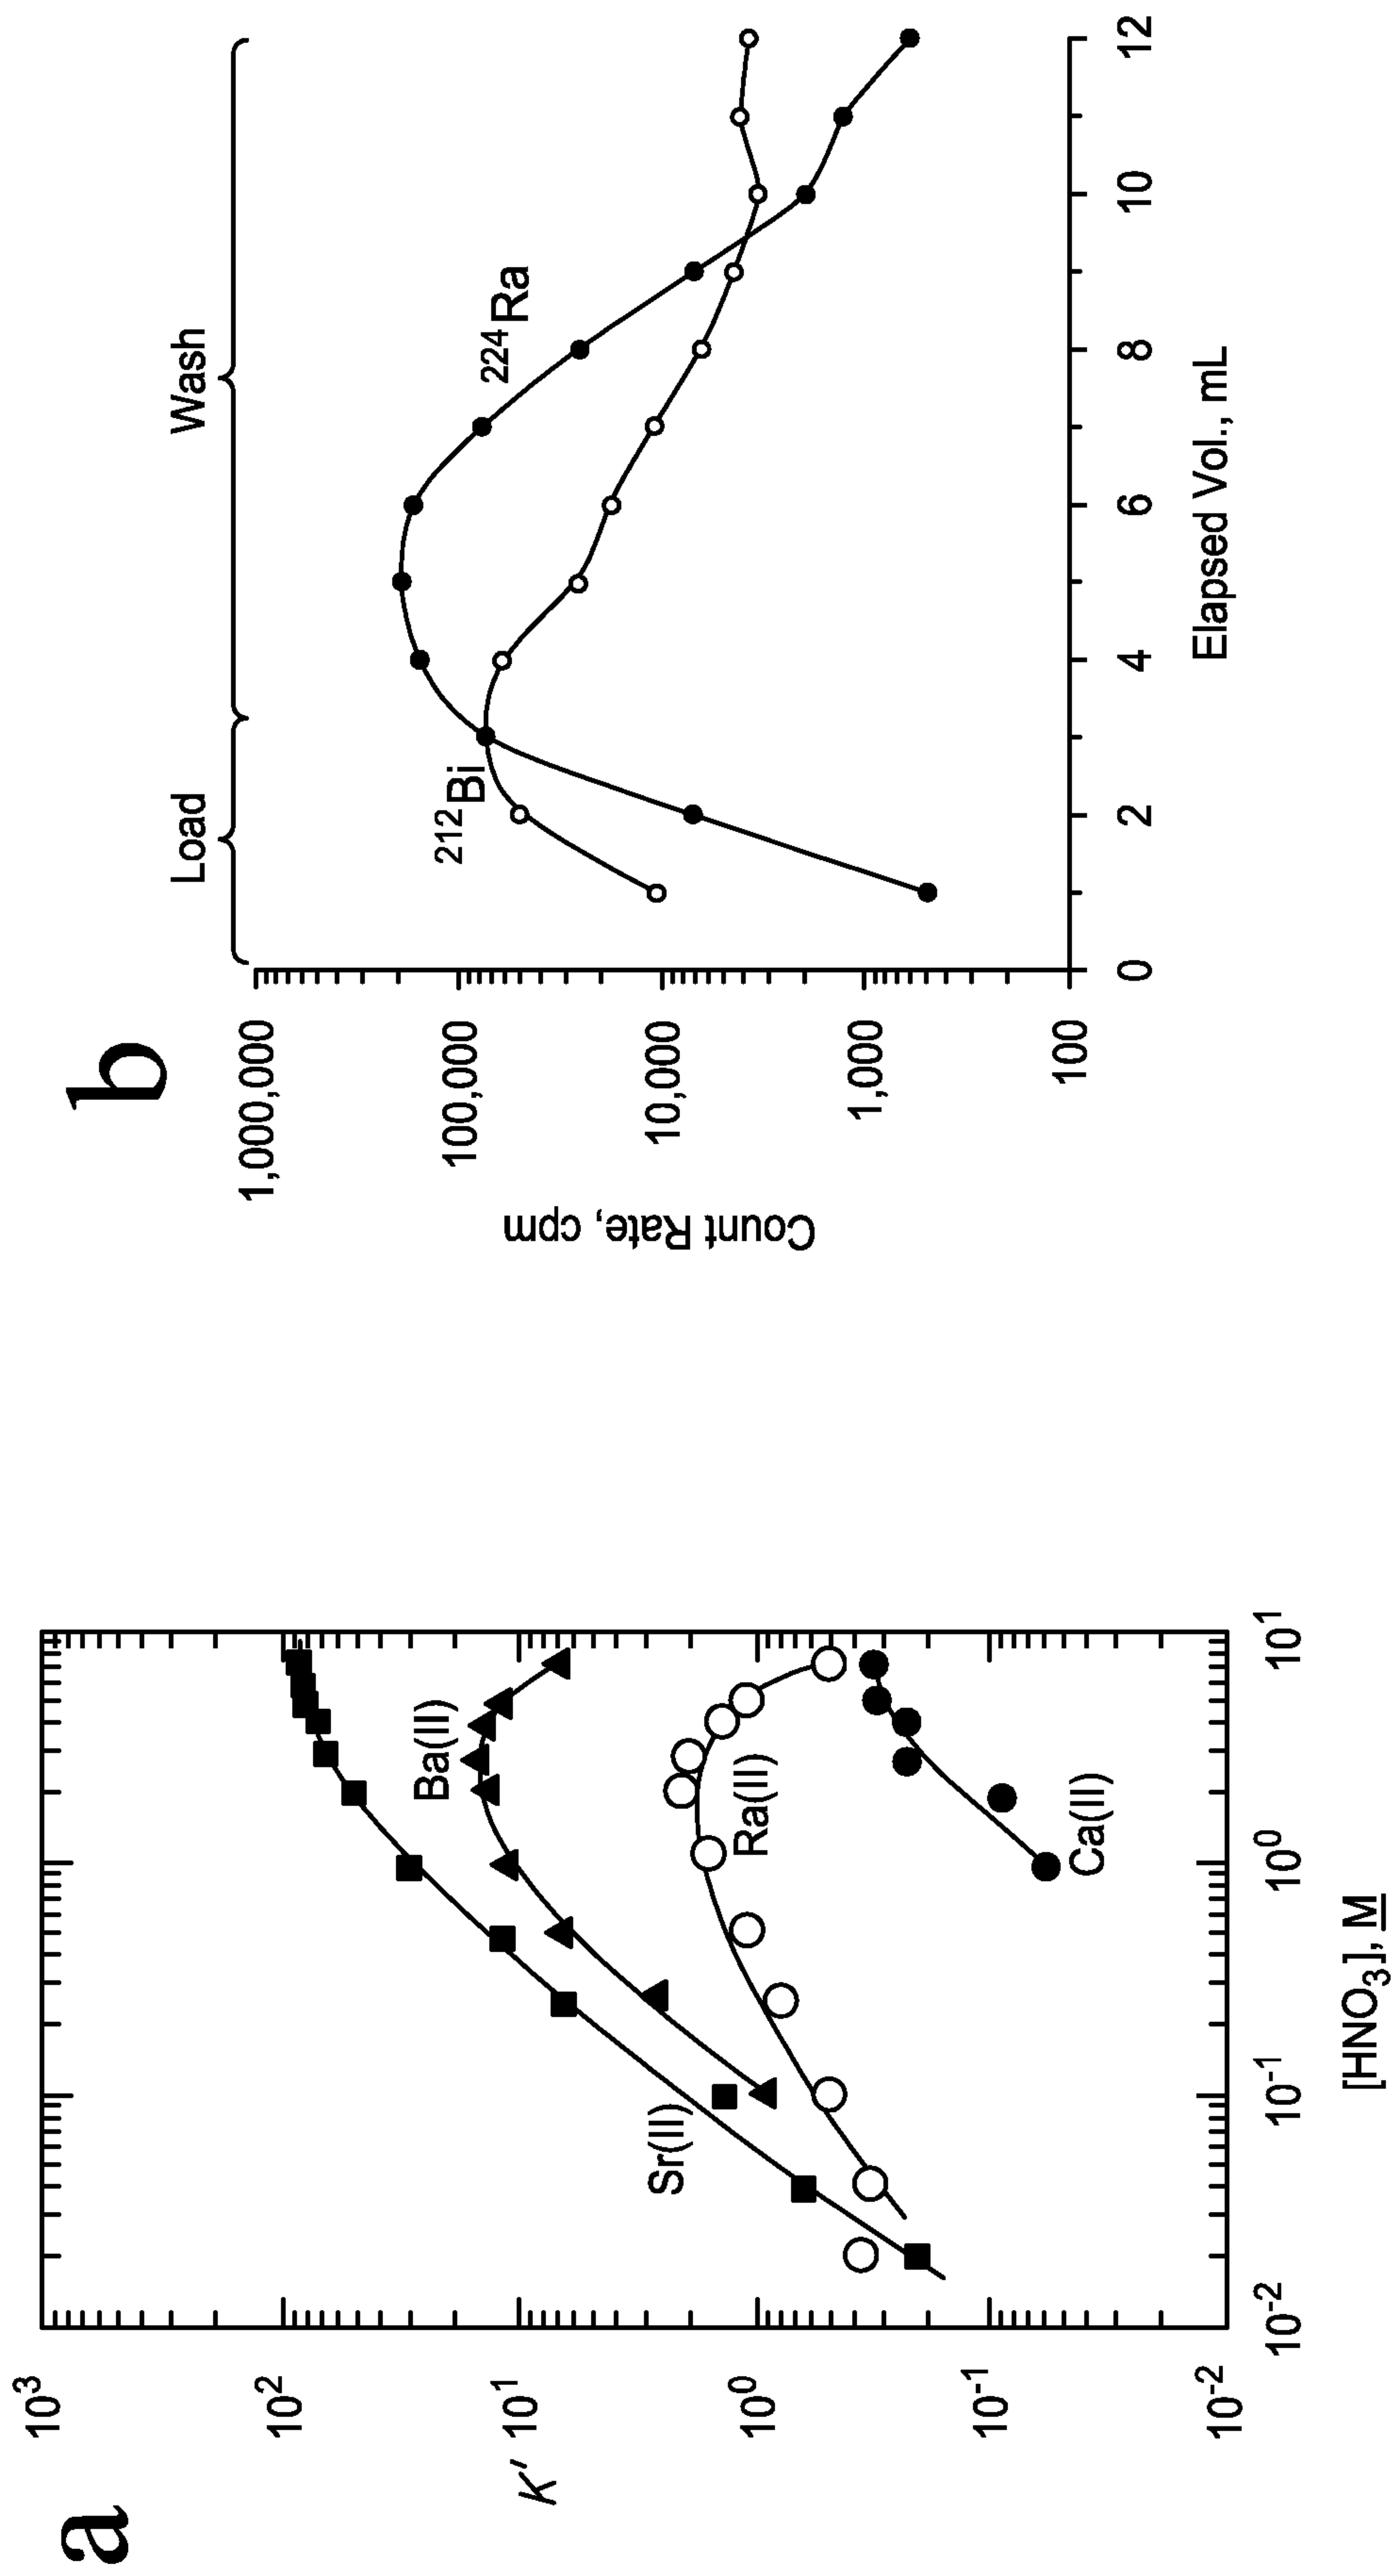 a
10³
10²
10¹
10⁰
10⁻¹
10⁻²
K′
Sr(II)
Ba(II)
Ra(II)
Ca(II)
10⁻² 10⁻¹ 10⁰ 10¹
[HNO₃], M
b
Load Wash
1,000,000
100,000
10,000
1,000
100
Count Rate, cpm
²¹²Bi
²²⁴Ra
0 2 4 6 8 10 12
Elapsed Vol., mL